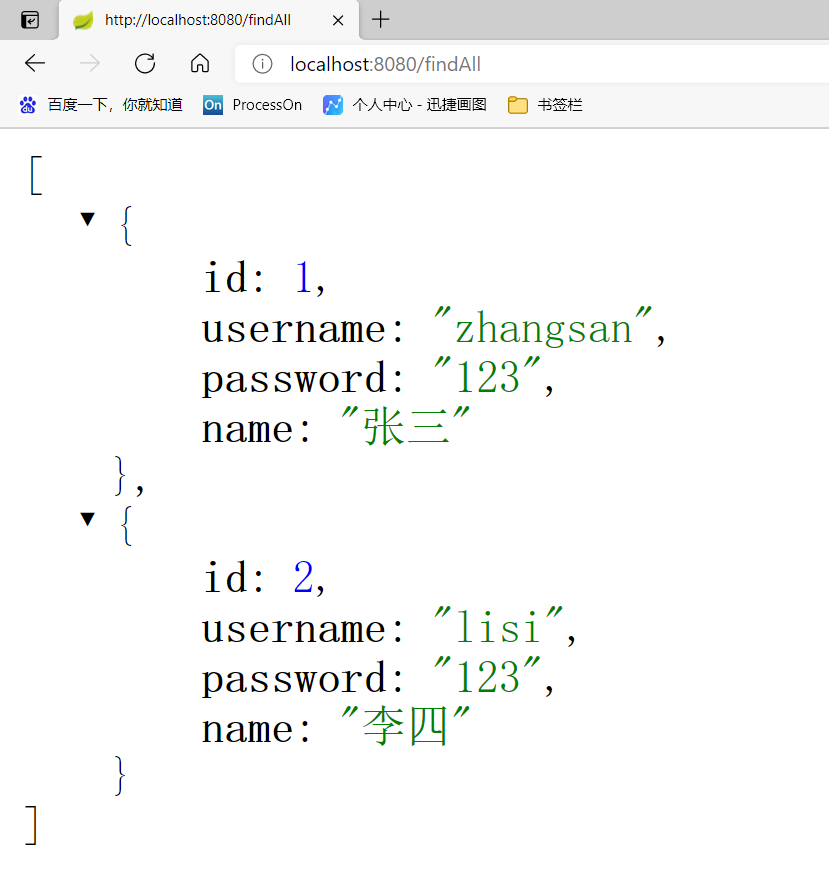 http://localhost:8080/findAll
localhost:8080/findAll
百度一下，你就知道 On ProcessOn 个人中心 - 迅捷画图 书签栏
[
{
id: 1,
username: "zhangsan",
password: "123",
name: "张三"
},
{
id: 2,
username: "lisi",
password: "123",
name: "李四"
}
]